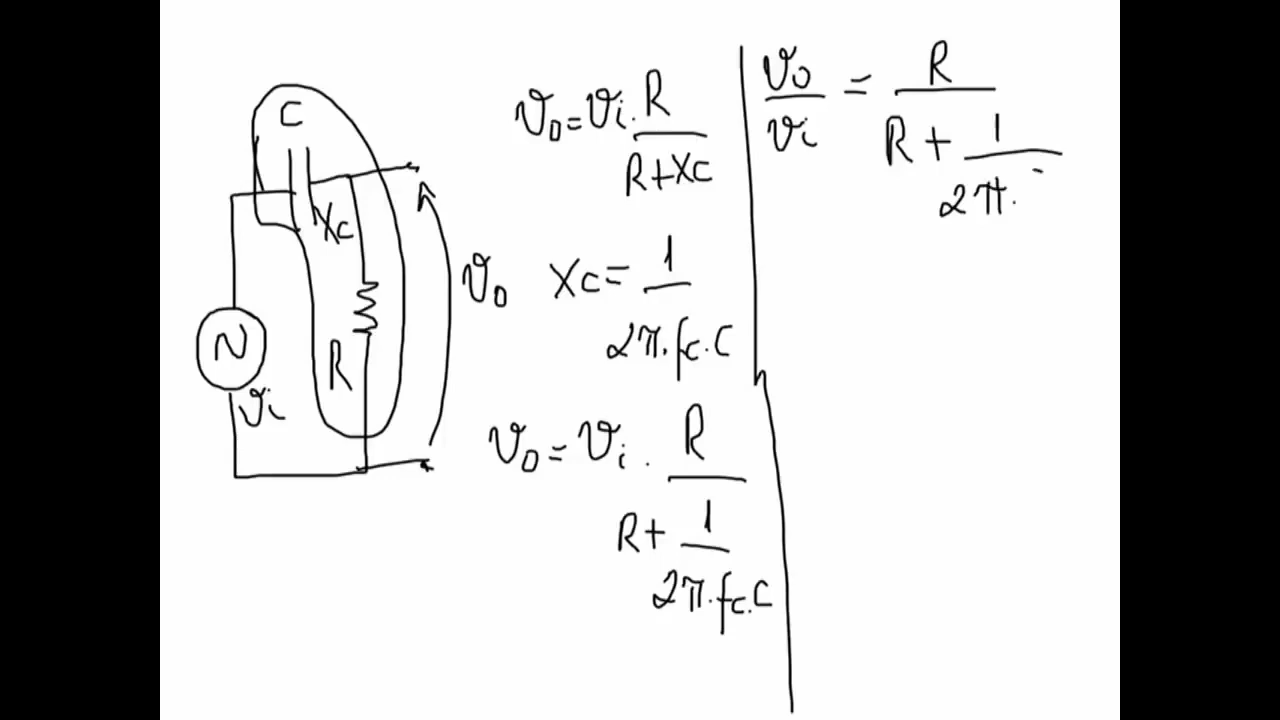 C
Xc
R
Vi
V0
V0 = Vi . R / (R + Xc)
Xc = 1 / (2π.fc.C)
V0 = Vi . R / (R + 1 / (2π.fc.C))
V0 / Vi = R / (R + 1 / (2π.